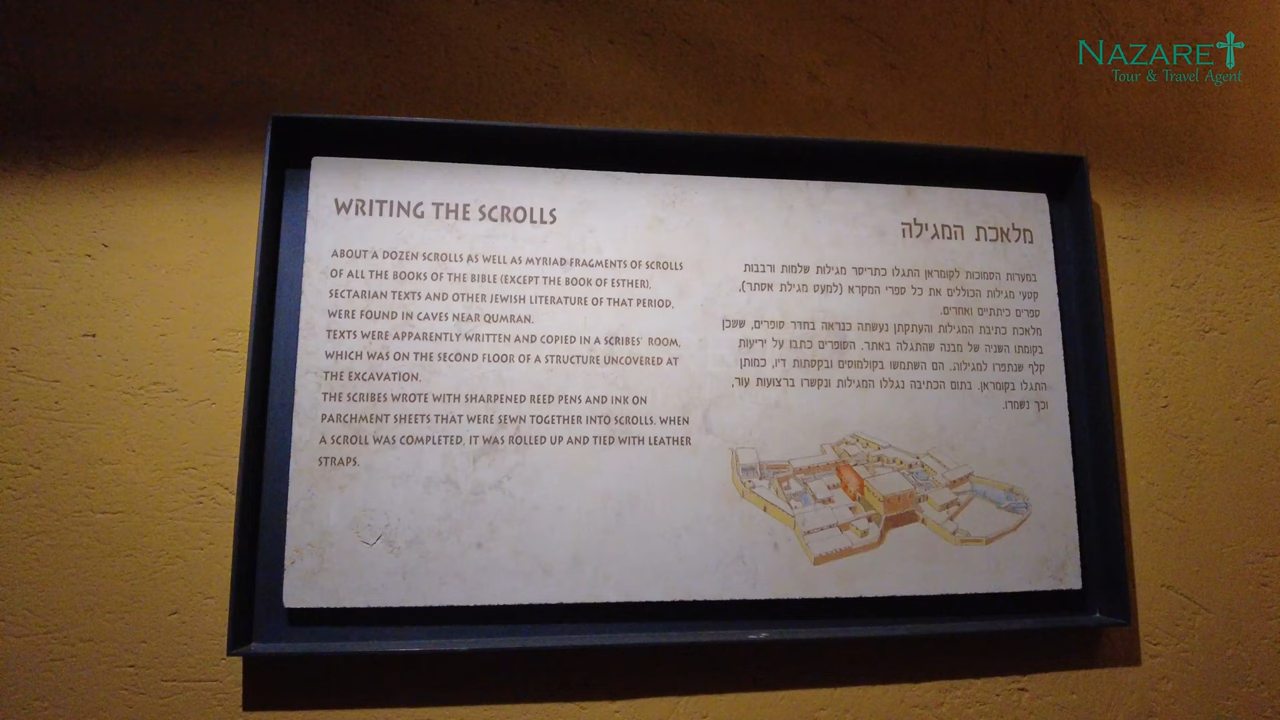 NAZARET
Tour & Travel Agent
WRITING THE SCROLLS
ABOUT A DOZEN SCROLLS AS WELL AS MYRIAD FRAGMENTS OF SCROLLS
OF ALL THE BOOKS OF THE BIBLE (EXCEPT THE BOOK OF ESTHER),
SECTARIAN TEXTS AND OTHER JEWISH LITERATURE OF THAT PERIOD,
WERE FOUND IN CAVES NEAR QUMRAN.
TEXTS WERE APPARENTLY WRITTEN AND COPIED IN A SCRIBES' ROOM,
WHICH WAS ON THE SECOND FLOOR OF A STRUCTURE UNCOVERED AT
THE EXCAVATION.
THE SCRIBES WROTE WITH SHARPENED REED PENS AND INK ON
PARCHMENT SHEETS THAT WERE SEWN TOGETHER INTO SCROLLS. WHEN
A SCROLL WAS COMPLETED, IT WAS ROLLED UP AND TIED WITH LEATHER
STRAPS.
מלאכת המגילה
במערות הסמוכות לקומראן התגלו כתריסר מגילות שלמות ורבבות
קטעי מגילות הכוללים את כל ספרי המקרא (למעט מגילת אסתר),
ספרים כיתתיים ואחרים.
מלאכת כתיבת המגילות והעתקתן נעשתה כנראה בחדר סופרים, ששכן
בקומתו השניה של מבנה שהתגלה באתר. הסופרים כתבו על יריעות
קלף שנתפרו למגילה. הם השתמשו בקולמוסים ובקסתות דיו, כמותן
התגלו בקומראן. בתום הכתיבה נגללו המגילות ונקשרו ברצועות עור,
וכך נשמרו.